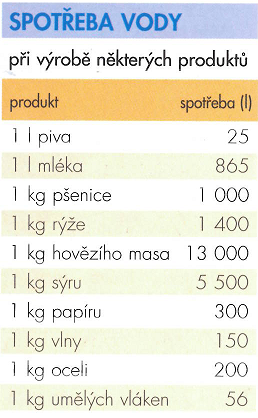 SPOTŘEBA VODY
při výrobě některých produktů
produkt spotřeba (l)
1 l piva 25
1 l mléka 865
1 kg pšenice 1 000
1 kg rýže 1 400
1 kg hovězího masa 13 000
1 kg sýru 5 500
1 kg papíru 300
1 kg vlny 150
1 kg oceli 200
1 kg umělých vláken 56